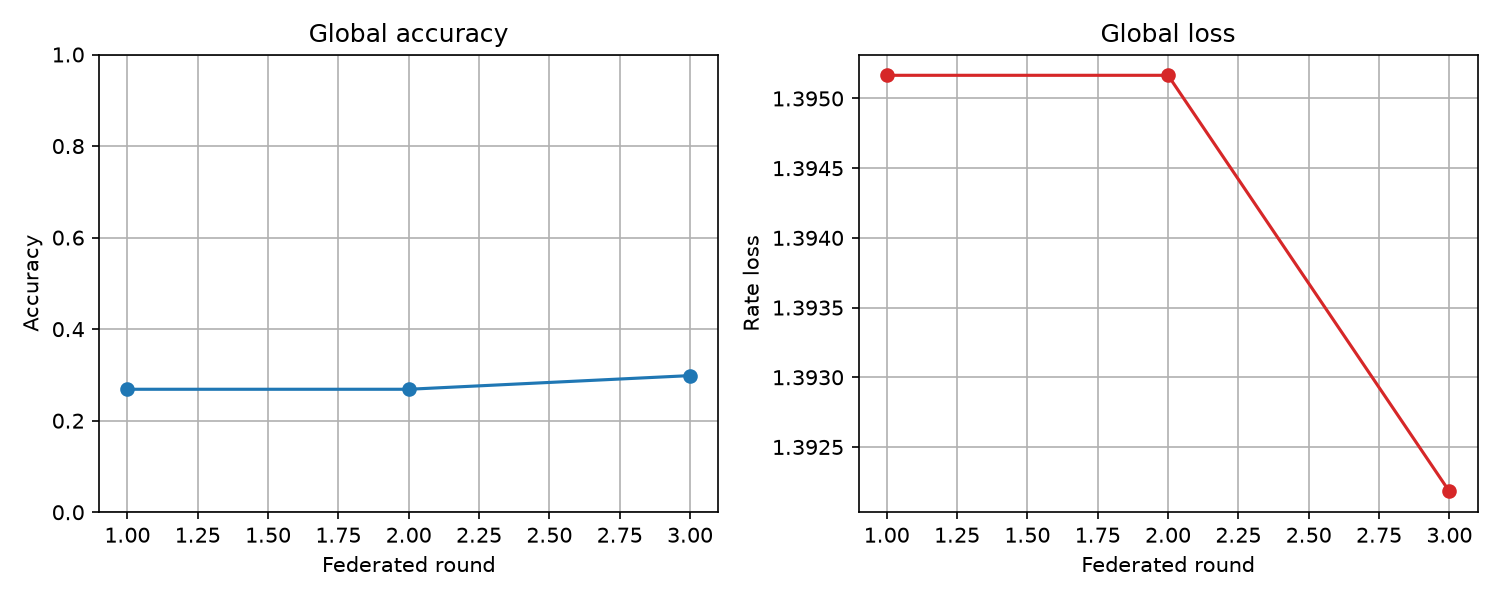 Global accuracy
1.0
0.8
0.6
0.4
0.2
0.0
Accuracy
1.00 1.25 1.50 1.75 2.00 2.25 2.50 2.75 3.00
Federated round
Global loss
1.3950
1.3945
1.3940
1.3935
1.3930
1.3925
Rate loss
1.00 1.25 1.50 1.75 2.00 2.25 2.50 2.75 3.00
Federated round